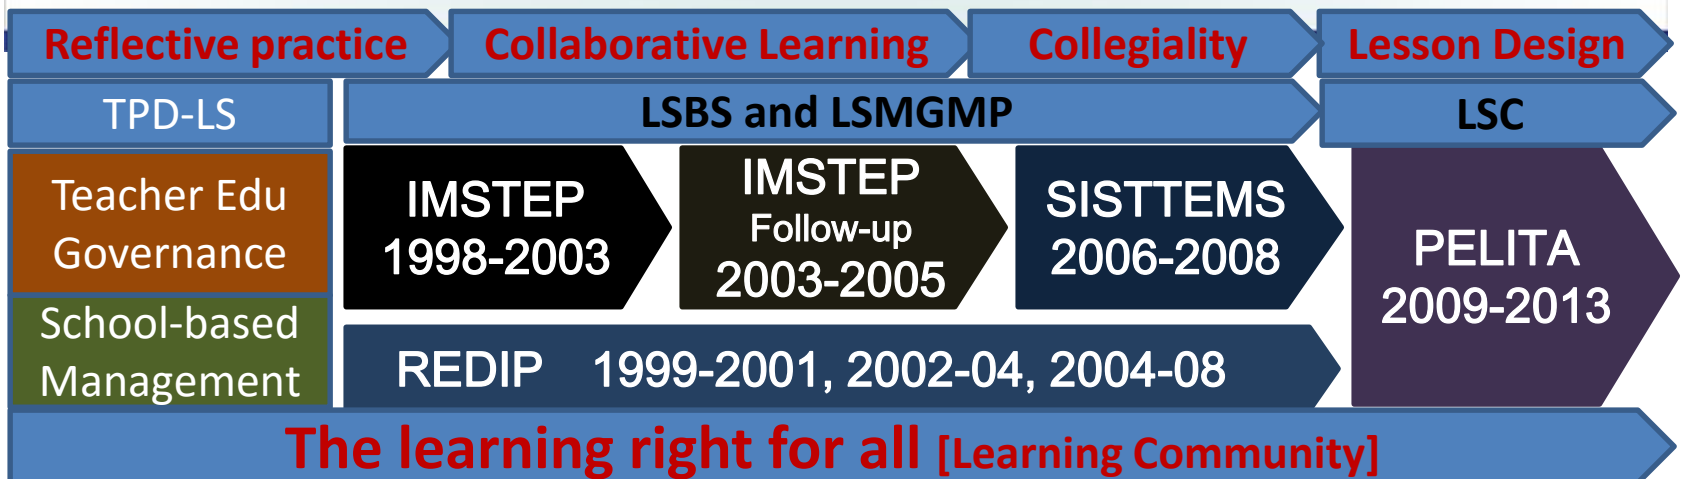 Reflective practice
Collaborative Learning
Collegiality
Lesson Design
TPD-LS
LSBS and LSMGMP
LSC
Teacher Edu
Governance
IMSTEP
1998-2003
IMSTEP
Follow-up
2003-2005
SISTTEMS
2006-2008
PELITA
2009-2013
School-based
Management
REDIP 1999-2001, 2002-04, 2004-08
The learning right for all [Learning Community]